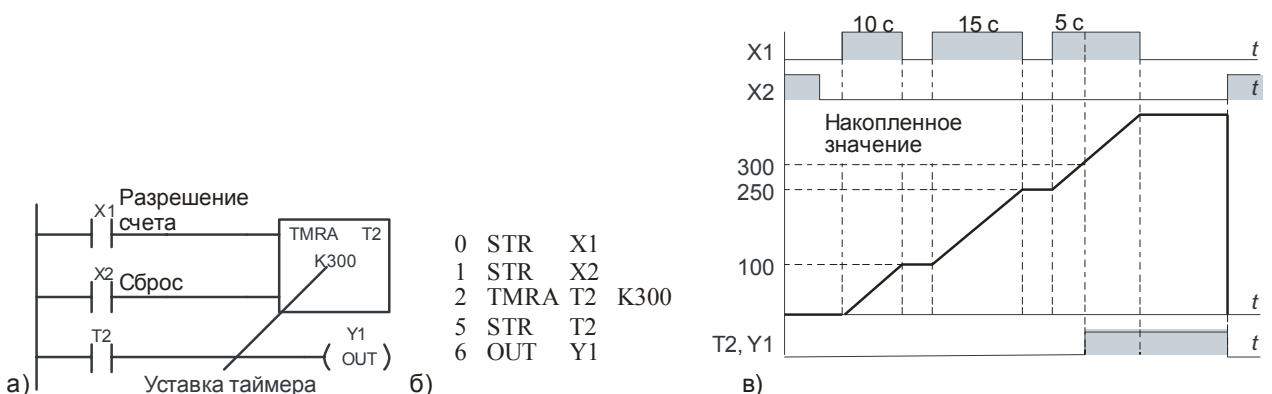 X1
Разрешение
счета
TMRA T2
K300
X2
Сброс
T2
Y1
OUT
а)
Уставка таймера
0 STR X1
1 STR X2
2 TMRA T2 K300
5 STR T2
6 OUT Y1
б)
10 с 15 с 5 с
X1 t
X2 t
Накопленное
значение
300
250
100
t
T2, Y1 t
в)